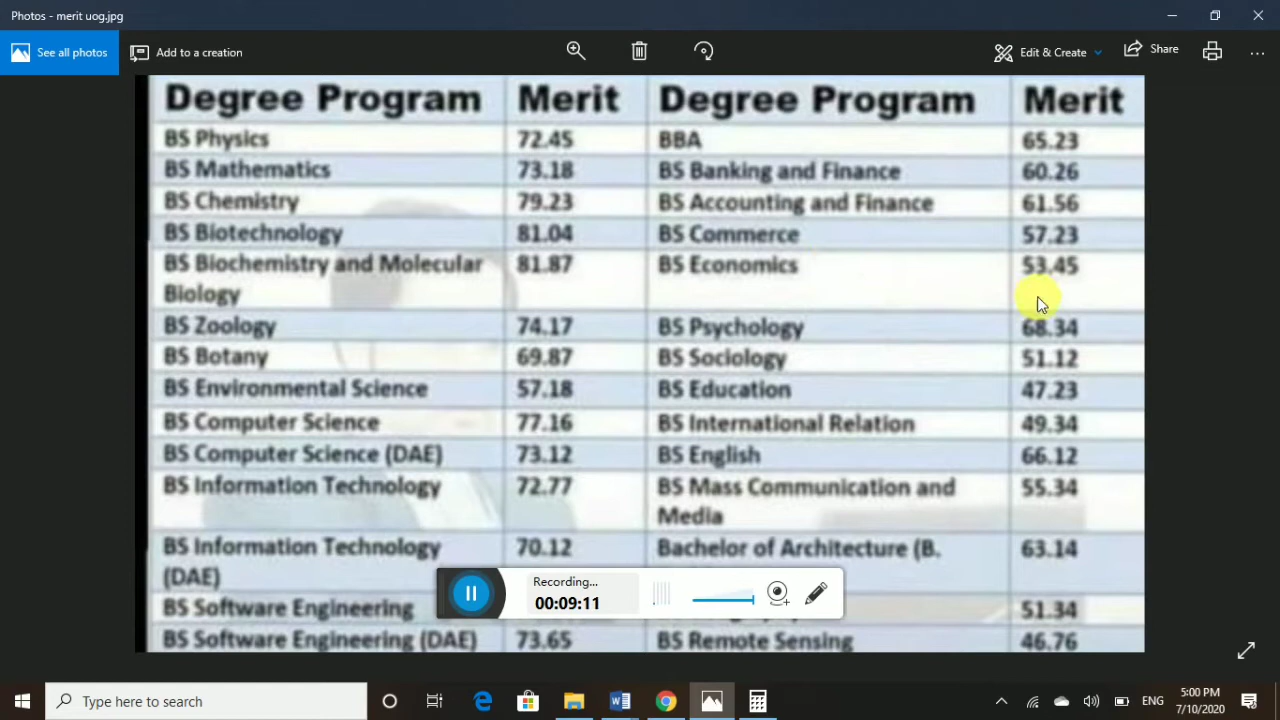 Photos - merit uog.jpg
See all photos
Add to a creation
Edit & Create
Share
Degree Program Merit Degree Program Merit
BS Physics 72.45 BBA 65.23
BS Mathematics 73.18 BS Banking and Finance 60.26
BS Chemistry 79.23 BS Accounting and Finance 61.56
BS Biotechnology 81.04 BS Commerce 57.23
BS Biochemistry and Molecular 81.87 BS Economics 53.45
Biology
BS Zoology 74.17 BS Psychology 68.34
BS Botany 69.87 BS Sociology 51.12
BS Environmental Science 57.18 BS Education 47.23
BS Computer Science 77.16 BS International Relation 49.34
BS Computer Science (DAE) 73.12 BS English 66.12
BS Information Technology 72.77 BS Mass Communication and 55.34
Media
BS Information Technology 70.12 Bachelor of Architecture (B. 63.14
(DAE)
BS Software Engineering 51.34
BS Software Engineering (DAE) 73.65 BS Remote Sensing 46.76
Recording...
00:09:11
Type here to search
ENG
5:00 PM
7/10/2020